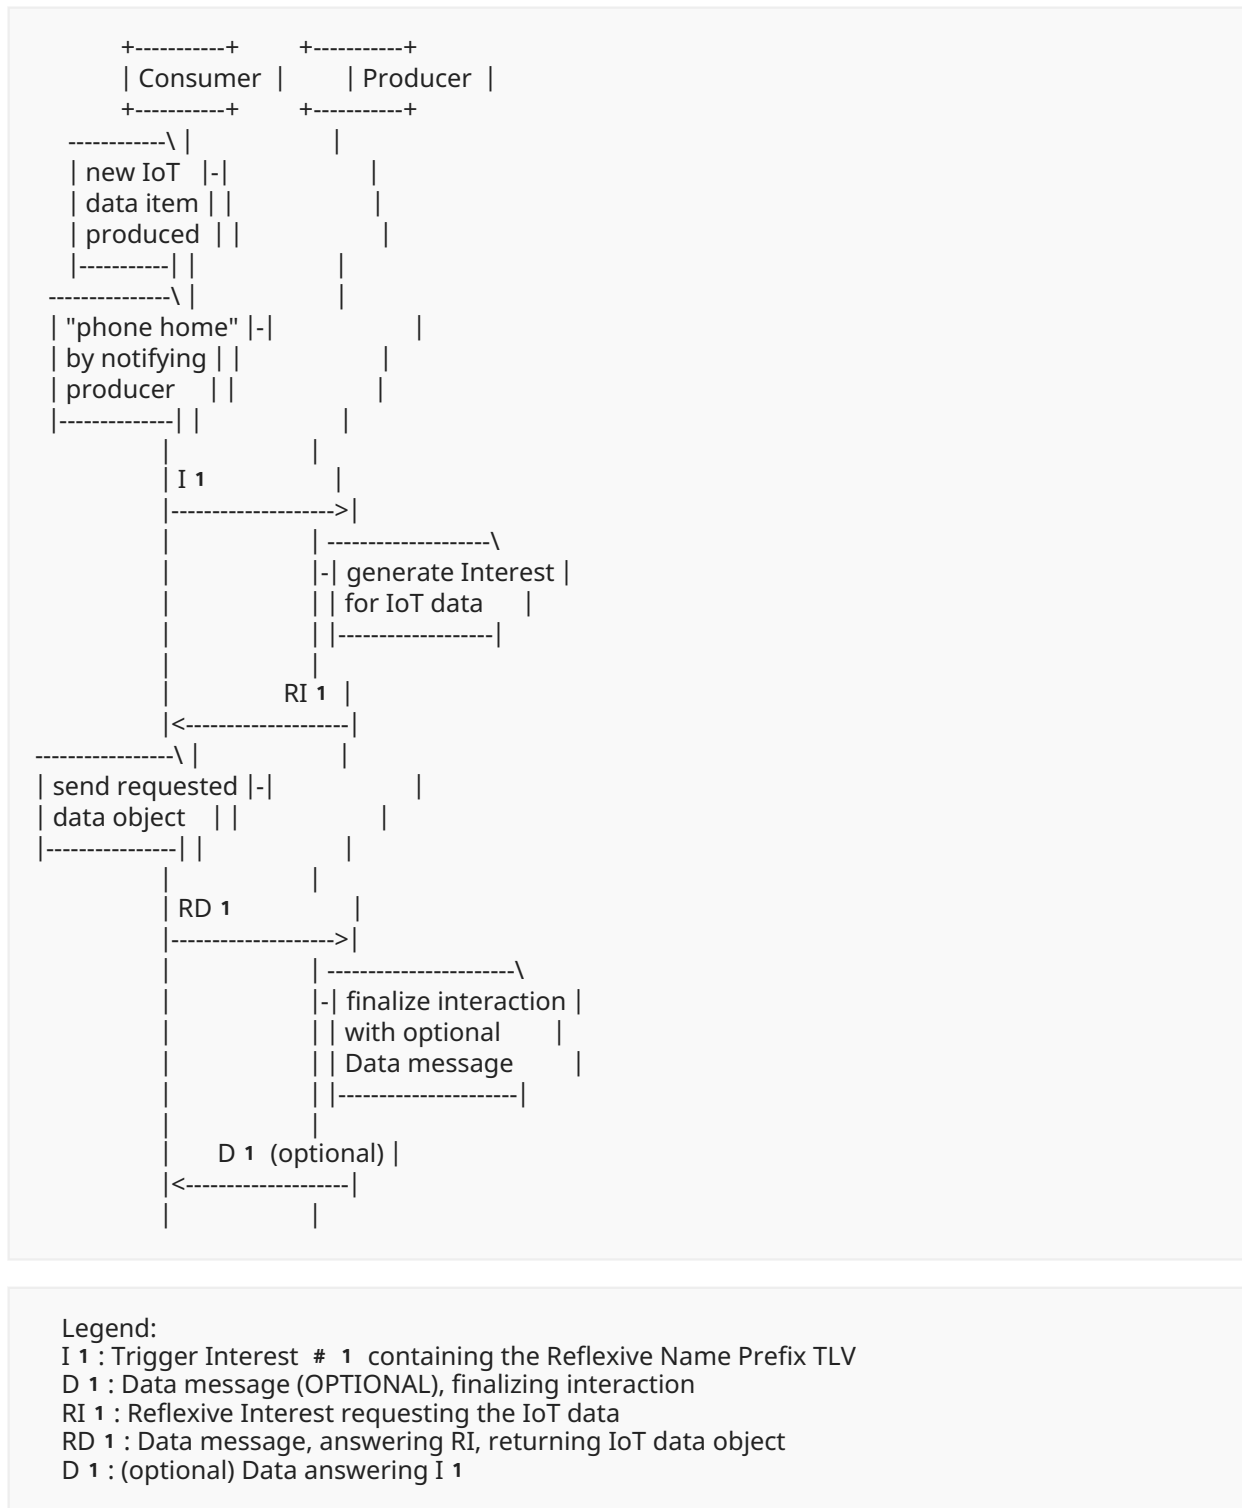 +-----------+ +-----------+
| Consumer | | Producer |
+-----------+ +-----------+
------------\ | |
| new IoT |-| |
| data item | | |
| produced | | |
|-----------| | |
---------------\ | |
| "phone home" |-| |
| by notifying | | |
| producer | | |
|--------------| | |
| |
| I 1 |
|-------------------->|
| | --------------------\
| |-| generate Interest |
| | | for IoT data |
| | |-------------------|
| |
| RI 1 |
|<--------------------|
-----------------\ | |
| send requested |-| |
| data object | | |
|----------------| | |
| |
| RD 1 |
|-------------------->|
| | -----------------------\
| |-| finalize interaction |
| | | with optional |
| | | Data message |
| | |----------------------|
| |
| D 1 (optional) |
|<--------------------|
| |
Legend:
I 1 : Trigger Interest # 1 containing the Reflexive Name Prefix TLV
D 1 : Data message (OPTIONAL), finalizing interaction
RI 1 : Reflexive Interest requesting the IoT data
RD 1 : Data message, answering RI, returning IoT data object
D 1 : (optional) Data answering I 1